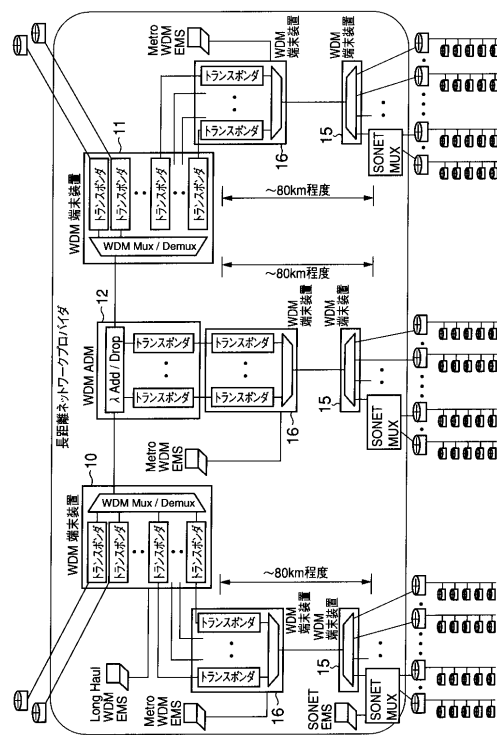 長距離ネットワークプロバイダ
Long Haul
WDM
EMS
WDM 端末装置
10
トランスポンダ
トランスポンダ
トランスポンダ
トランスポンダ
WDM Mux / Demux
WDM ADM
12
λ Add / Drop
トランスポンダ
トランスポンダ
WDM 端末装置
11
トランスポンダ
トランスポンダ
トランスポンダ
トランスポンダ
WDM Mux / Demux
Metro
WDM
EMS
トランスポンダ
トランスポンダ
16
WDM
端末装置
~80km程度
SONET
EMS
WDM
端末装置
15
SONET
MUX
Metro
WDM
EMS
トランスポンダ
トランスポンダ
16
WDM
端末装置
~80km程度
WDM
端末装置
15
SONET
MUX
Metro
WDM
EMS
トランスポンダ
トランスポンダ
16
WDM
端末装置
~80km程度
WDM
端末装置
15
SONET
MUX